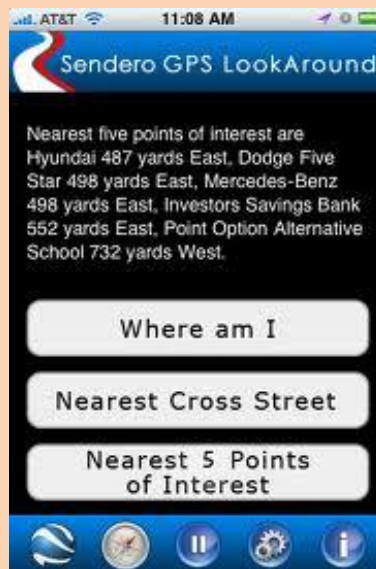 AT&T 11:08 AM
Sendero GPS LookAround
Nearest five points of interest are
Hyundai 487 yards East, Dodge Five
Star 498 yards East, Mercedes-Benz
498 yards East, Investors Savings Bank
552 yards East, Point Option Alternative
School 732 yards West.
Where am I
Nearest Cross Street
Nearest 5 Points
of Interest